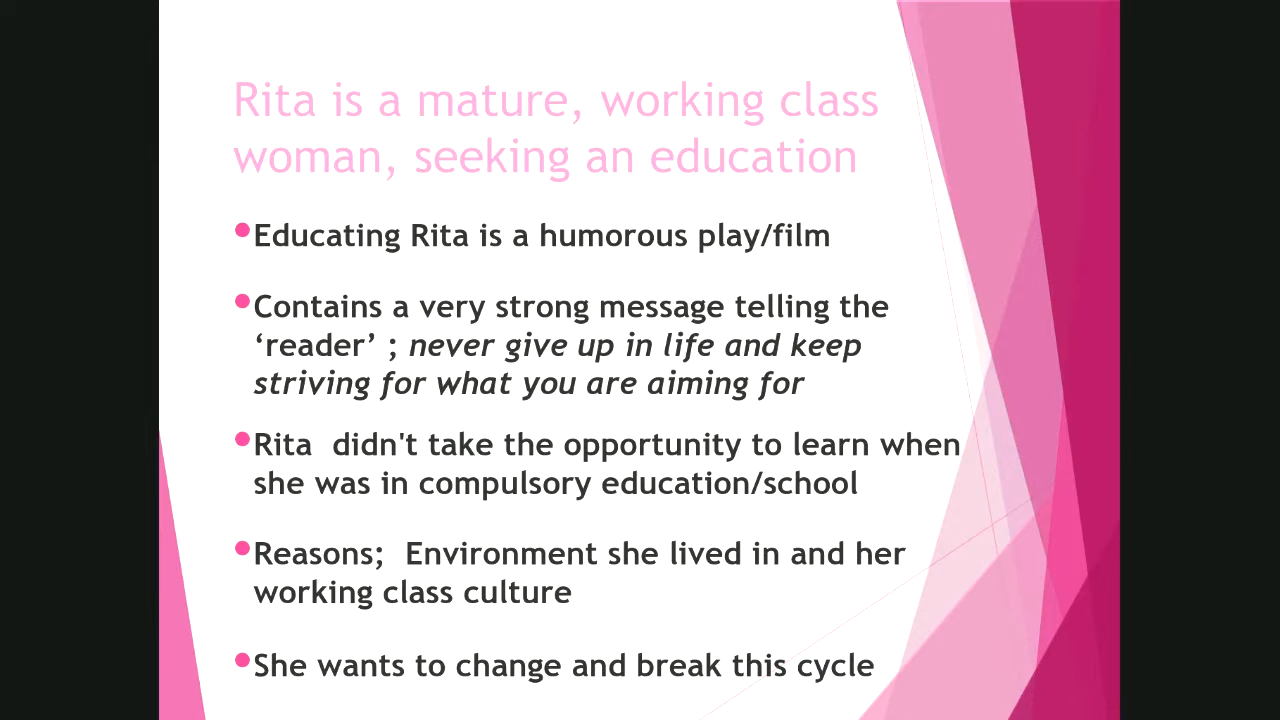 Rita is a mature, working class
woman, seeking an education
•Educating Rita is a humorous play/film
•Contains a very strong message telling the
‘reader’ ; never give up in life and keep
striving for what you are aiming for
•Rita  didn't take the opportunity to learn when
she was in compulsory education/school
•Reasons;  Environment she lived in and her
working class culture
•She wants to change and break this cycle